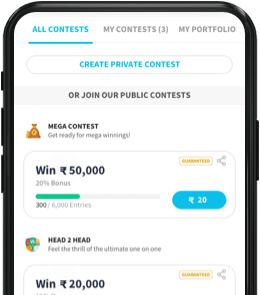 ALL CONTESTS MY CONTESTS (3) MY PORTFOLIO
CREATE PRIVATE CONTEST
OR JOIN OUR PUBLIC CONTESTS
MEGA CONTEST
Get ready for mega winnings!
GUARANTEED
Win ₹ 50,000
20% Bonus
300 / 6,000 Entries
₹ 20
HEAD 2 HEAD
Feel the thrill of the ultimate one on one
GUARANTEED
Win ₹ 20,000